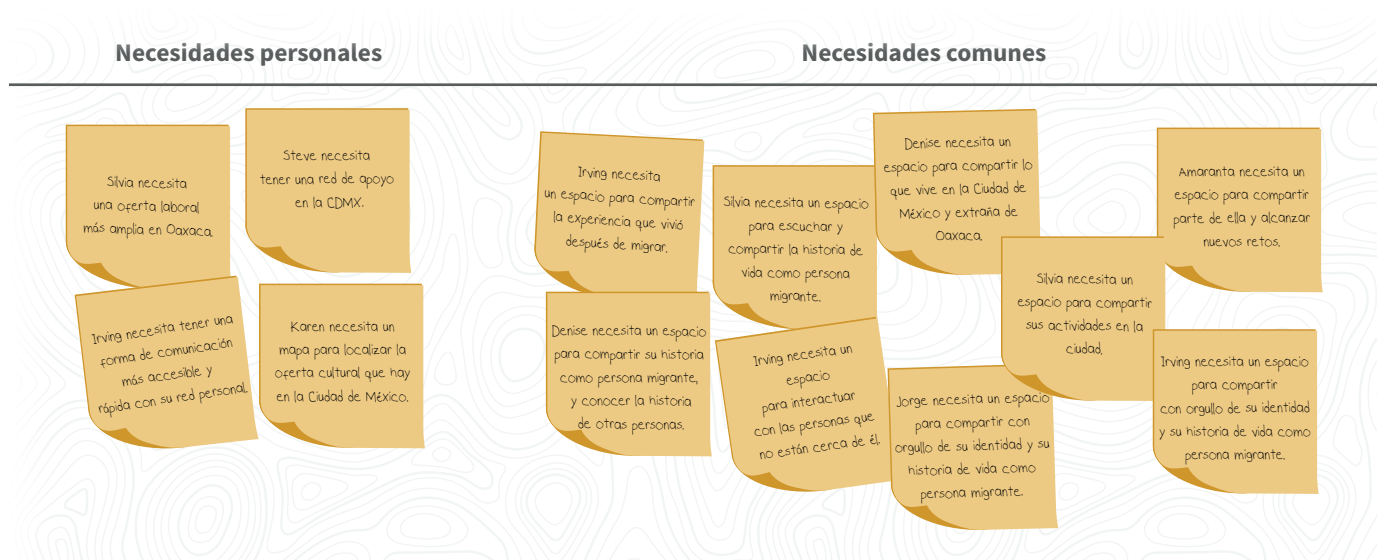 Necesidades personales
Necesidades comunes
Silvia necesita
una oferta laboral
más amplia en Oaxaca.
Steve necesita
tener una red de apoyo
en la CDMX.
Irving necesita tener una
forma de comunicación
más accesible y
rápida con su red personal.
Karen necesita un
mapa para localizar la
oferta cultural que hay
en la Ciudad de México.
Irving necesita
un espacio para compartir
la experiencia que vivió
después de migrar.
Silvia necesita un espacio
para escuchar y
compartir la historia de
vida como persona
migrante.
Denise necesita un
espacio para compartir lo
que vive en la Ciudad de
México y extraña de
Oaxaca.
Amaranta necesita un
espacio para compartir
parte de ella y alcanzar
nuevos retos.
Silvia necesita un
espacio para compartir
sus actividades en la
ciudad.
Denise necesita un espacio
para compartir su historia
como persona migrante,
y conocer la historia
de otras personas.
Irving necesita un
espacio
para interactuar
con las personas que
no están cerca de él.
Jorge necesita un espacio
para compartir con
orgullo de su identidad y su
historia de vida como
persona migrante.
Irving necesita un espacio
para compartir
con orgullo de su identidad
y su historia de vida como
persona migrante.